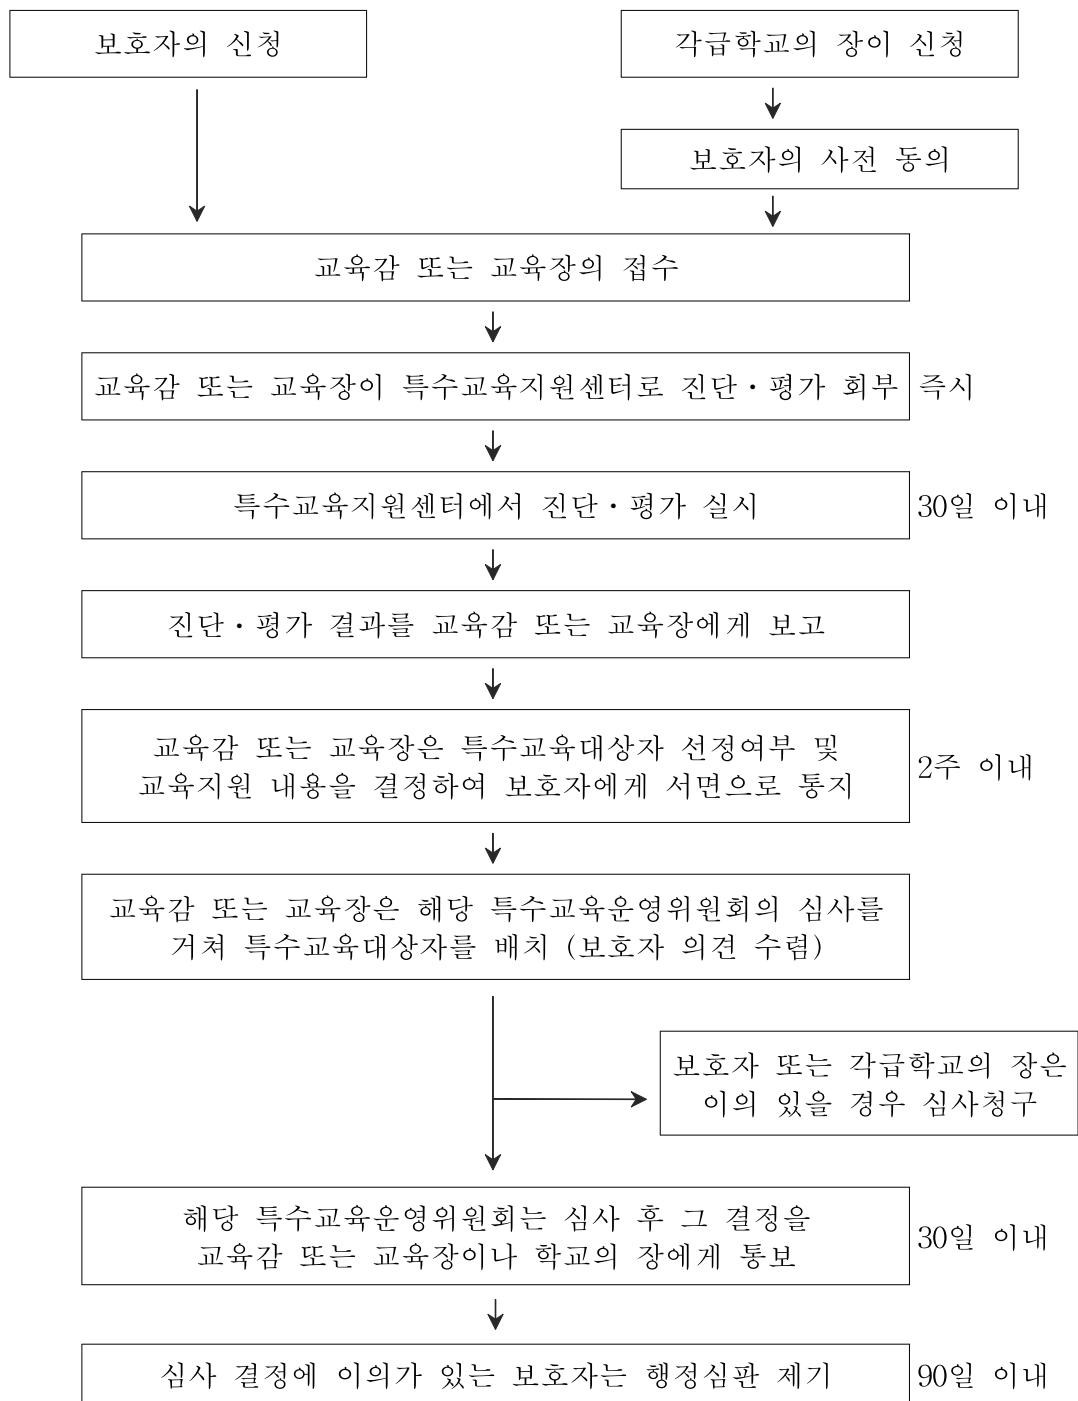 보호자의 신청
각급학교의 장이 신청
보호자의 사전 동의
교육감 또는 교육장의 접수
교육감 또는 교육장이 특수교육지원센터로 진단·평가 회부 즉시
특수교육지원센터에서 진단·평가 실시 30일 이내
진단·평가 결과를 교육감 또는 교육장에게 보고
교육감 또는 교육장은 특수교육대상자 선정여부 및
교육지원 내용을 결정하여 보호자에게 서면으로 통지
2주 이내
교육감 또는 교육장은 해당 특수교육운영위원회의 심사를
거쳐 특수교육대상자를 배치 (보호자 의견 수렴)
보호자 또는 각급학교의 장은
이의 있을 경우 심사청구
해당 특수교육운영위원회는 심사 후 그 결정을
교육감 또는 교육장이나 학교의 장에게 통보
30일 이내
심사 결정에 이의가 있는 보호자는 행정심판 제기 90일 이내